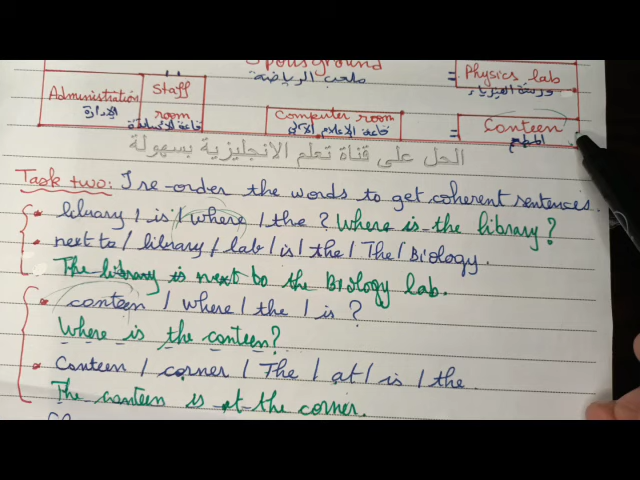 Sportsground
ملعب الرياضة
= Physics lab
ورشة الفيزياء
Administration
الإدارة
Staff room
قاعة الأساتذة
Computer room
قاعة الإعلام الآلي
= Canteen
المطعم
الحل على قناة تعلم الانجليزية بسهولة
Task two: I re-order the words to get coherent sentences.
• library / is / where / the ? Where is the library?
• next to / library / lab / is / the / The / Biology.
The library is next to the Biology lab.
• canteen / where / the / is ?
Where is the canteen?
• Canteen / corner / The / at / is / the.
The canteen is at the corner.